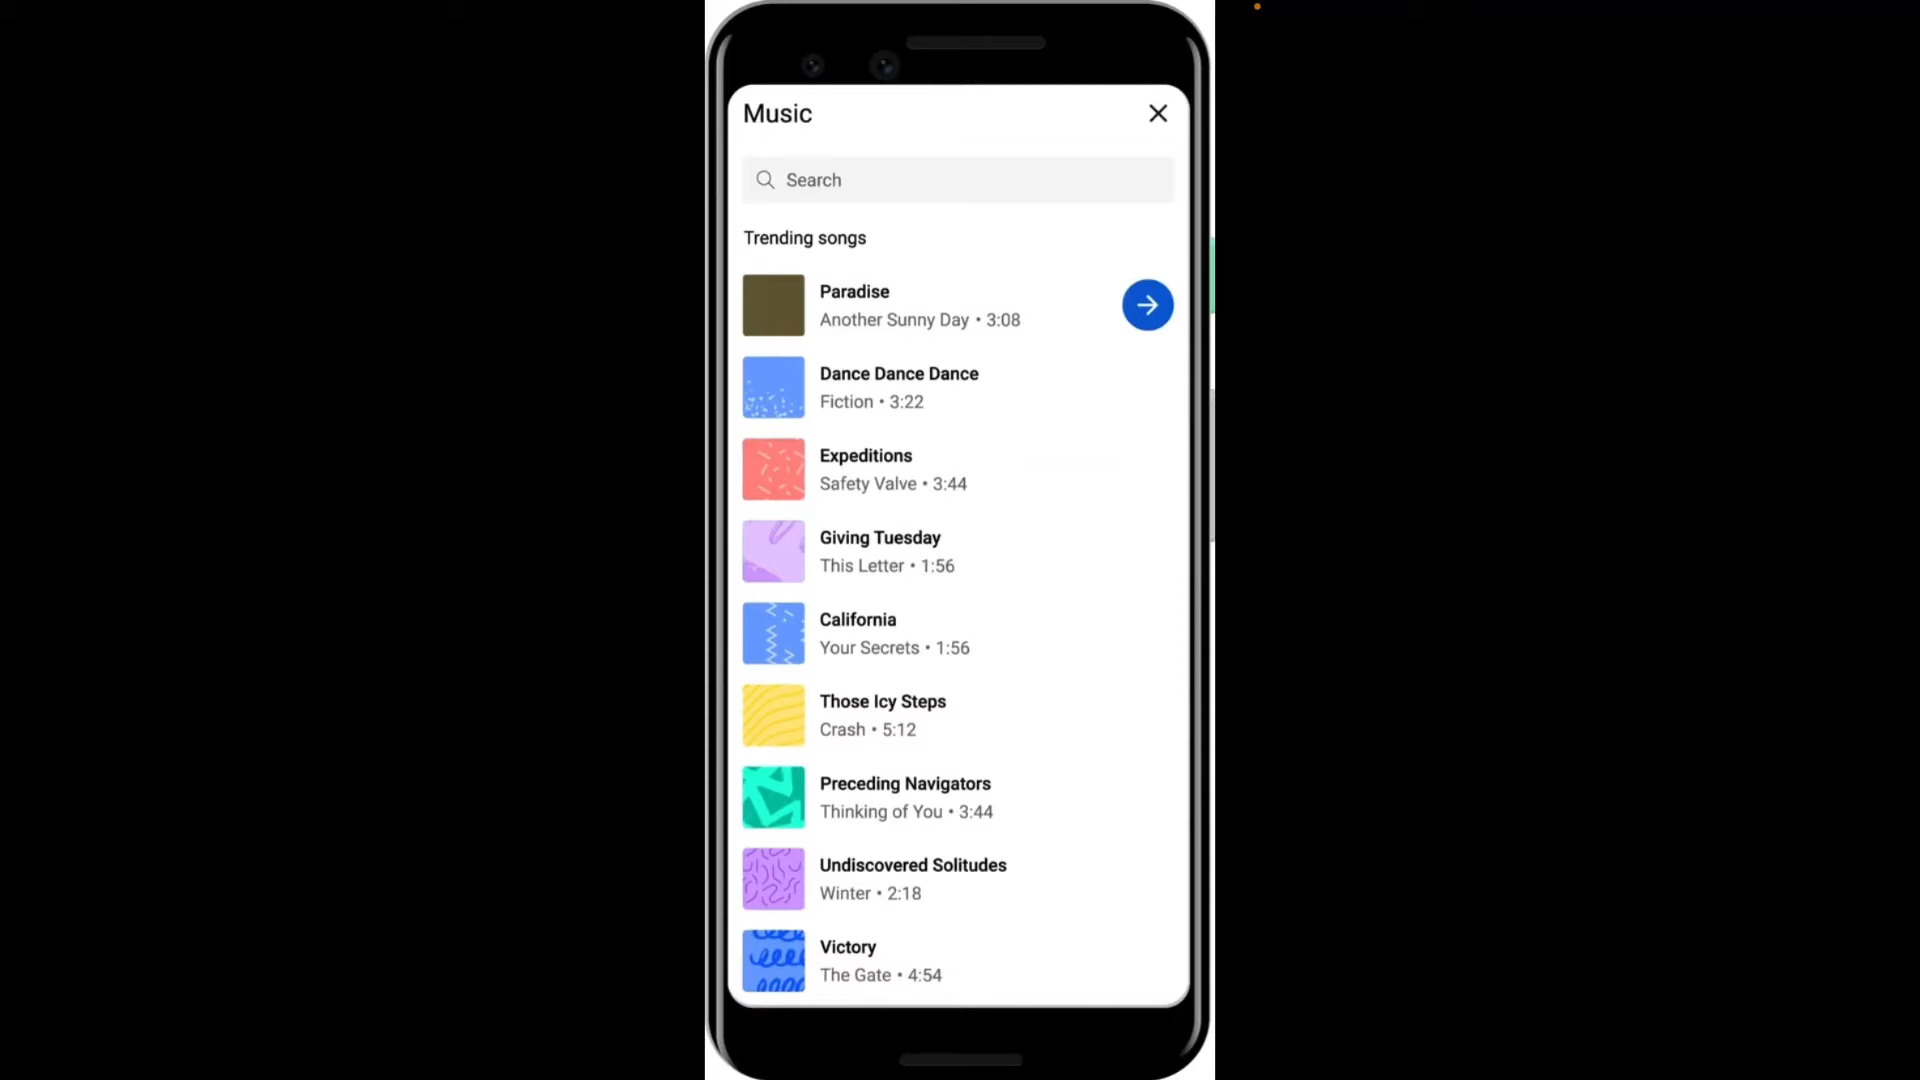 Music
Search
Trending songs
Paradise
Another Sunny Day • 3:08
Dance Dance Dance
Fiction • 3:22
Expeditions
Safety Valve • 3:44
Giving Tuesday
This Letter • 1:56
California
Your Secrets • 1:56
Those Icy Steps
Crash • 5:12
Preceding Navigators
Thinking of You • 3:44
Undiscovered Solitudes
Winter • 2:18
Victory
The Gate • 4:54